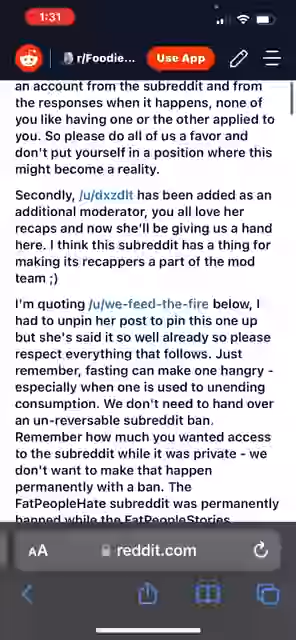 1:31
r/Foodie...
Use App
an account from the subreddit and from
the responses when it happens, none of
you like having one or the other applied to
you. So please do all of us a favor and
don't put yourself in a position where this
might become a reality.
Secondly, /u/dxzdlt has been added as an
additional moderator, you all love her
recaps and now she'll be giving us a hand
here. I think this subreddit has a thing for
making its recappers a part of the mod
team ;)
I'm quoting /u/we-feed-the-fire below, I
had to unpin her post to pin this one up
but she's said it so well already so please
respect everything that follows. Just
remember, fasting can make one hangry -
especially when one is used to unending
consumption. We don't need to hand over
an un-reversable subreddit ban.
Remember how much you wanted access
to the subreddit while it was private - we
don't want to make that happen
permanently with a ban. The
FatPeopleHate subreddit was permanently
banned while the FatPeopleStories
AA
reddit.com